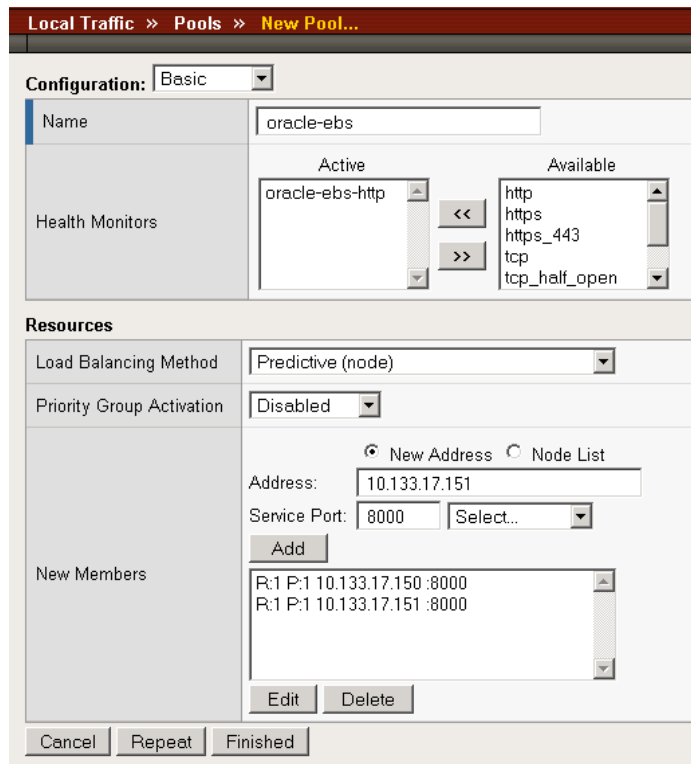 Local Traffic » Pools » New Pool...
Configuration: Basic
Name oracle-ebs
Health Monitors
Active
oracle-ebs-http
<<
>>
Available
http
https
https_443
tcp
tcp_half_open
Resources
Load Balancing Method Predictive (node)
Priority Group Activation Disabled
New Members
New Address Node List
Address: 10.133.17.151
Service Port: 8000 Select...
Add
R:1 P:1 10.133.17.150 :8000
R:1 P:1 10.133.17.151 :8000
Edit Delete
Cancel Repeat Finished